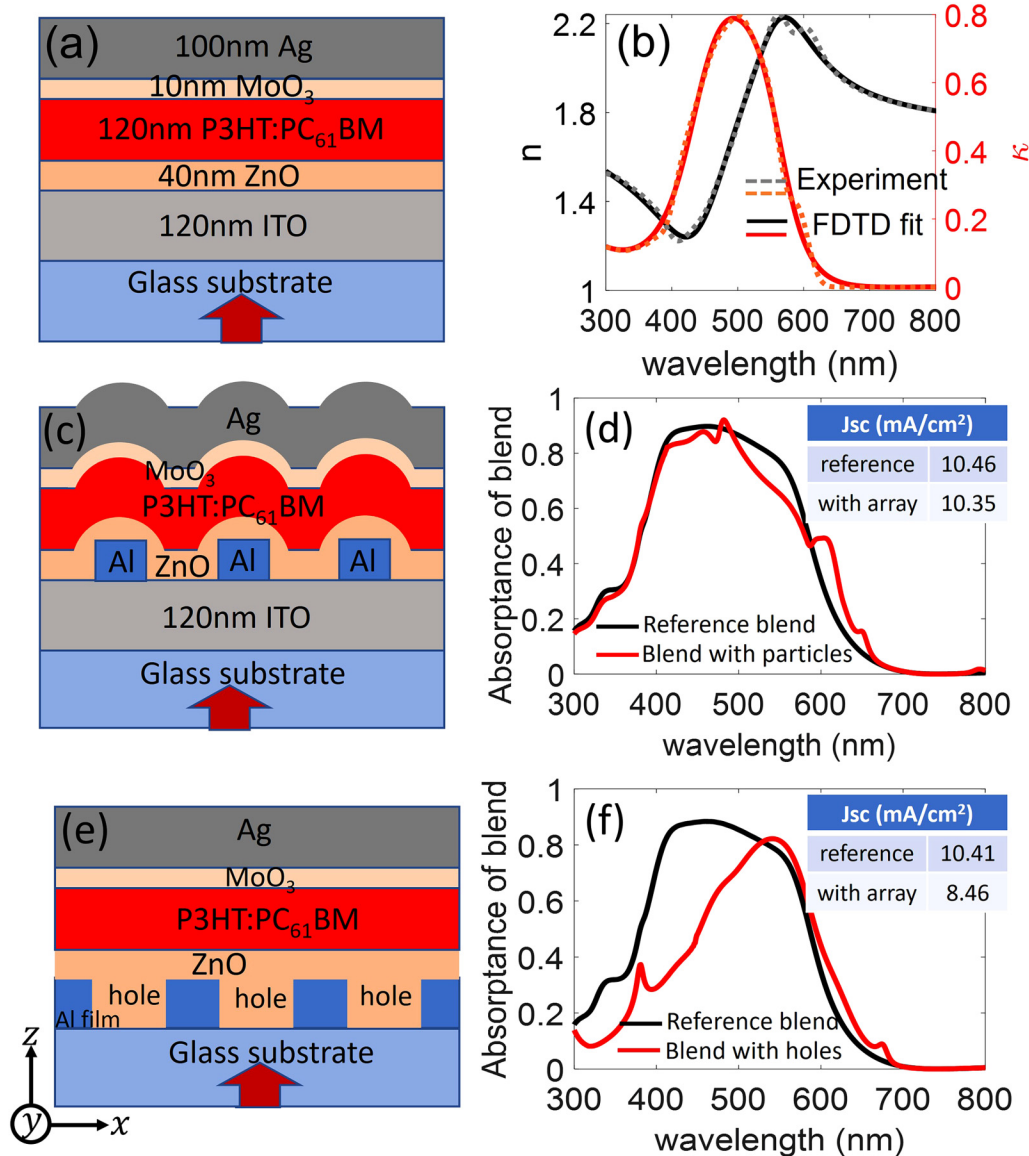 (a)
100nm Ag
10nm MoO₃
120nm P3HT:PC₆₁BM
40nm ZnO
120nm ITO
Glass substrate
(b)
2.2
1.8
1.4
1
n
0.8
0.6
0.4
0.2
0
κ
Experiment
FDTD fit
300 400 500 600 700 800
wavelength (nm)
(c)
Ag
MoO₃
P3HT:PC₆₁BM
Al Al Al
ZnO
120nm ITO
Glass substrate
(d)
1
0.8
0.6
0.4
0.2
0
Absorptance of blend
Jsc (mA/cm²)
reference 10.46
with array 10.35
Reference blend
Blend with particles
300 400 500 600 700 800
wavelength (nm)
(e)
Ag
MoO₃
P3HT:PC₆₁BM
ZnO
hole hole hole
Al film
Glass substrate
z
y
x
(f)
1
0.8
0.6
0.4
0.2
0
Absorptance of blend
Jsc (mA/cm²)
reference 10.41
with array 8.46
Reference blend
Blend with holes
300 400 500 600 700 800
wavelength (nm)